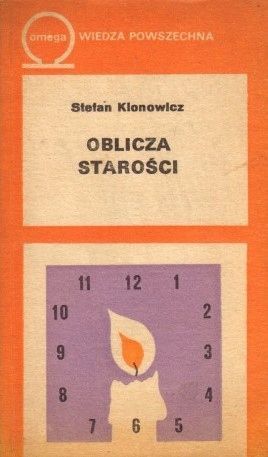 omega WIEDZA POWSZECHNA
Stefan Klonowicz
OBLICZA
STAROŚCI
11 12 1
10 2
9 3
8 4
7 6 5